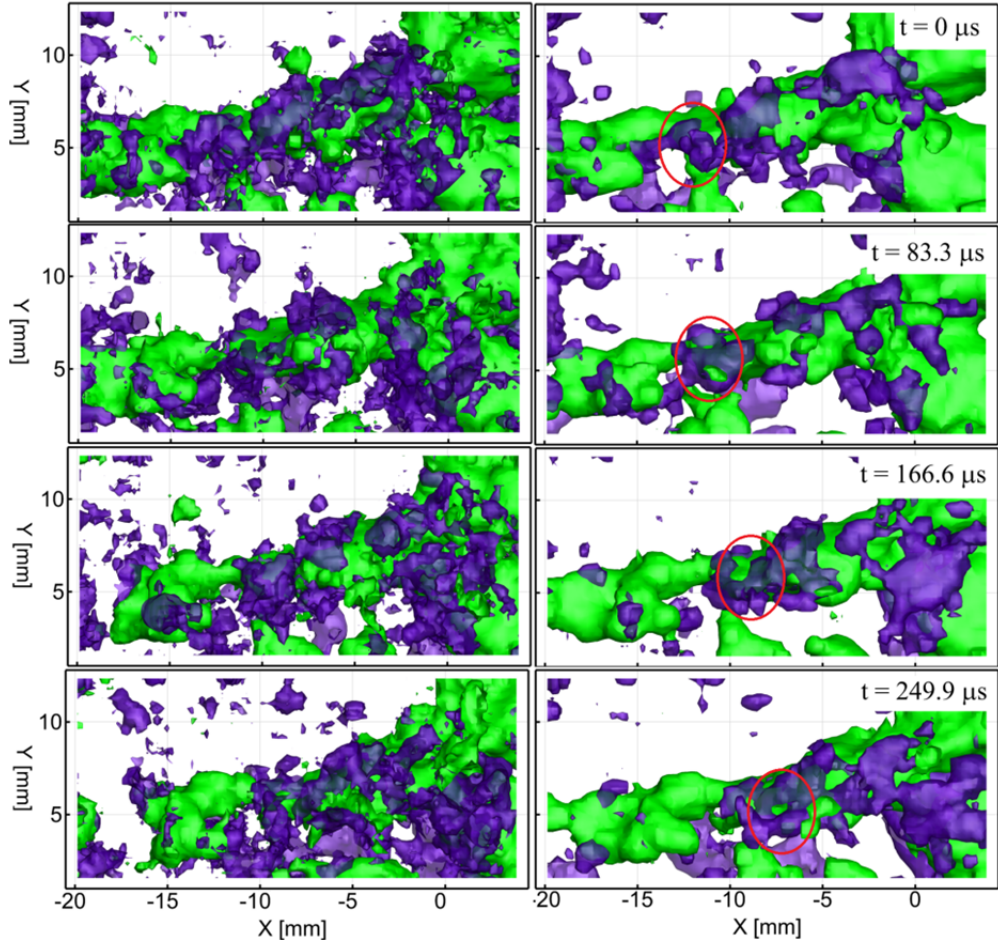 t = 0 μs
10
5
Y [mm]
t = 83.3 μs
10
5
Y [mm]
t = 166.6 μs
10
5
Y [mm]
t = 249.9 μs
10
5
Y [mm]
-20 -15 -10 -5 0 -20 -15 -10 -5 0
X [mm] X [mm]